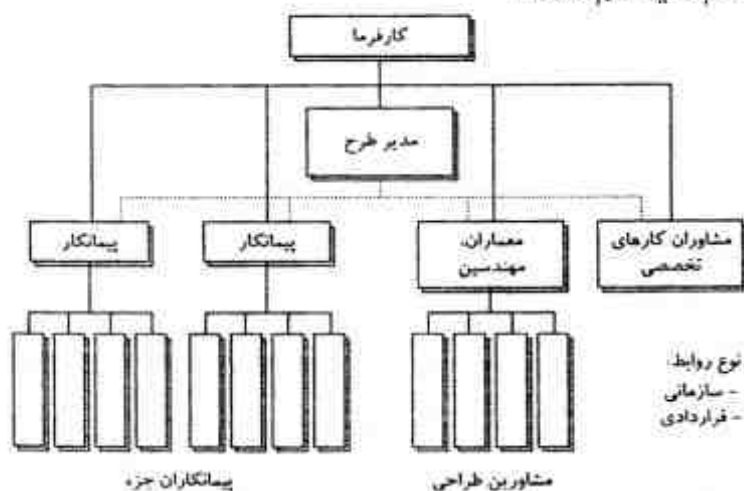 کارفرما
مدیر طرح
پیمانکار
پیمانکار
معماران،
مهندسین
مشاوران کارهای
تخصصی
نوع روابط:
- سازمانی
- قراردادی
پیمانکاران جزء
مشاورین طراحی